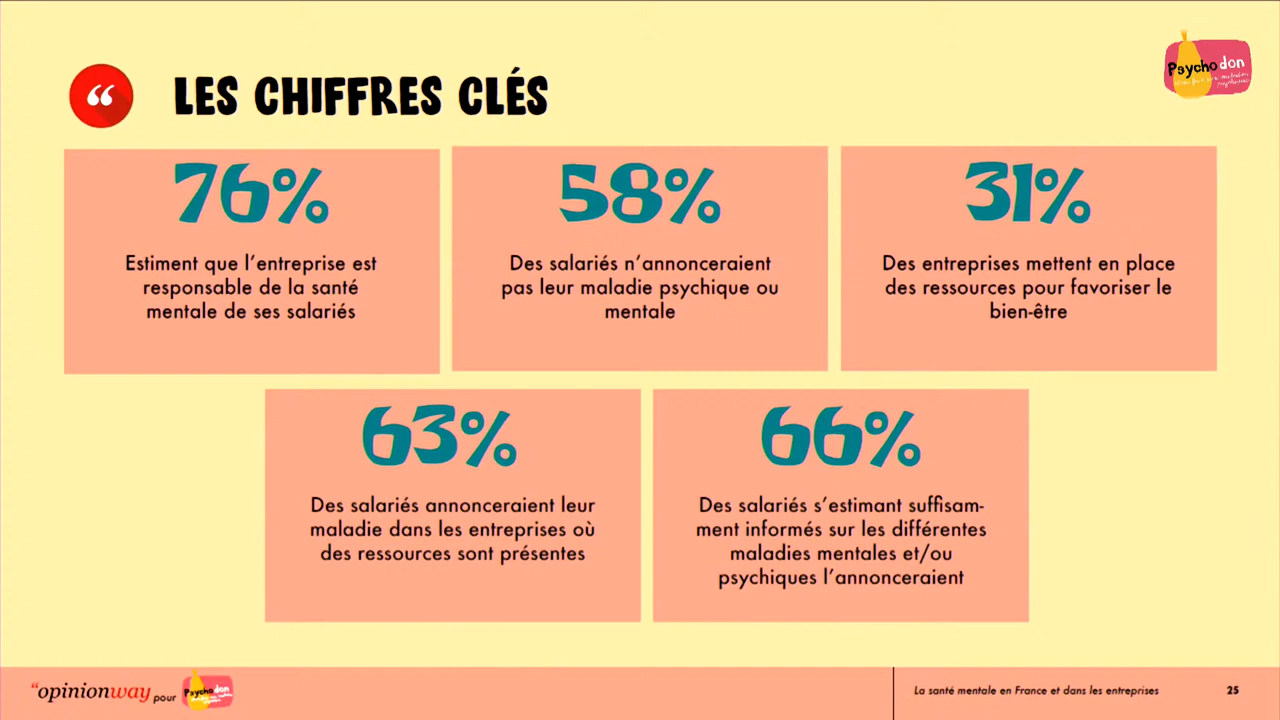 Psychodon
LES CHIFFRES CLÉS
76%
Estiment que l'entreprise est
responsable de la santé
mentale de ses salariés
58%
Des salariés n'annonceraient
pas leur maladie psychique ou
mentale
31%
Des entreprises mettent en place
des ressources pour favoriser le
bien-être
63%
Des salariés annonceraient leur
maladie dans les entreprises où
des ressources sont présentes
66%
Des salariés s'estimant suffisam-
ment informés sur les différentes
maladies mentales et/ou
psychiques l'annonceraient
“opinionway pour Psychodon
La santé mentale en France et dans les entreprises
25